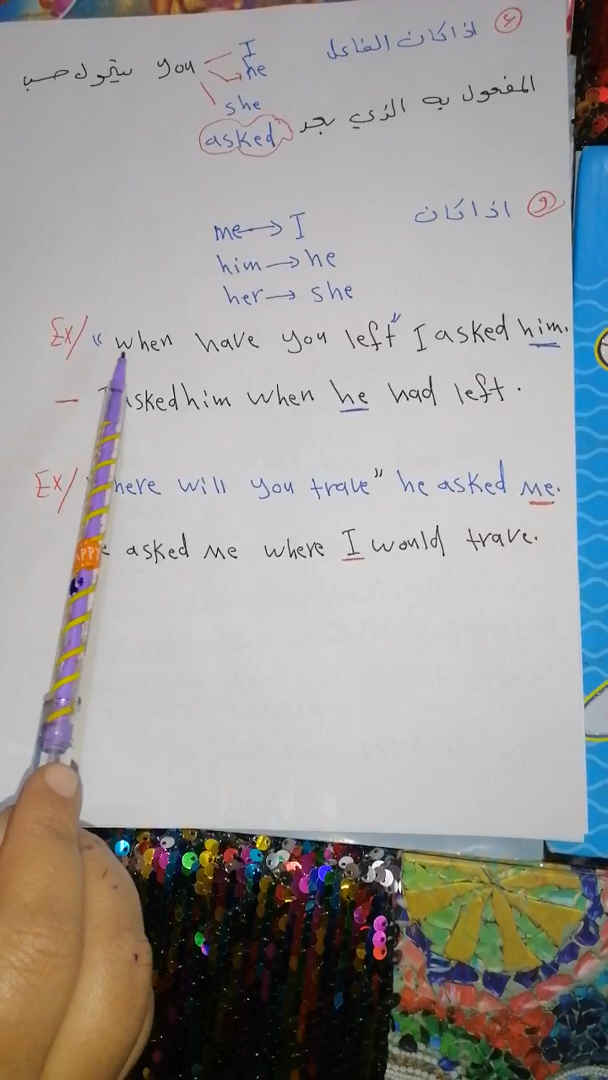 ٤ اذا كان الفاعل you سيتحول حسب
I
he
she
المفعول به الذي بعد asked
و اذا كان
me → I
him → he
her → she
Ex/ "when have you left" I asked him.
- I asked him when he had left.
Ex/ "here will you trave" he asked me.
asked me where I would trave.
APPY